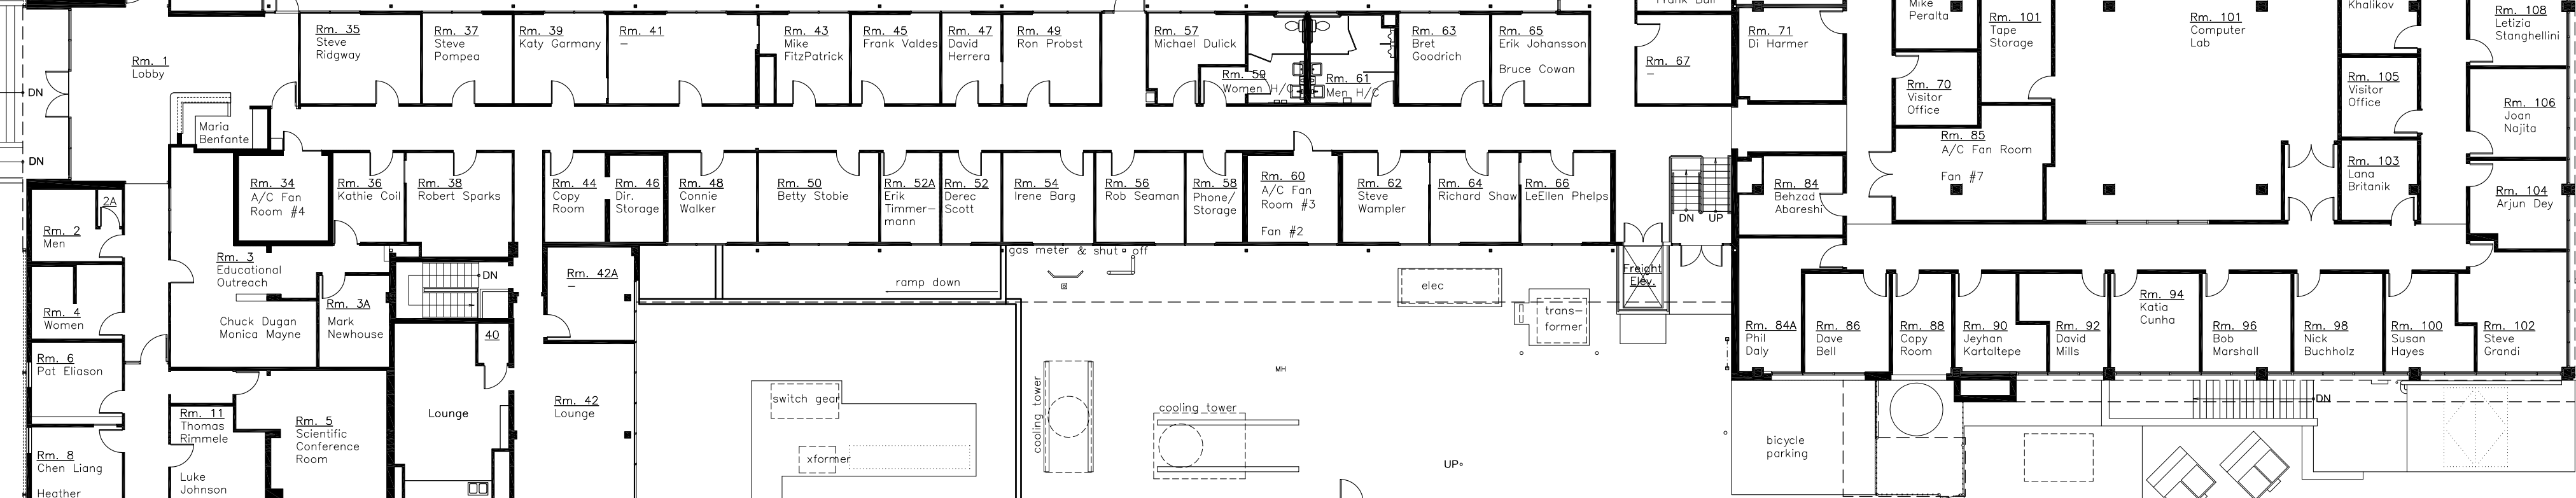 Rm. 1
Lobby
DN
DN
Maria
Benfante
Rm. 35
Steve
Ridgway
Rm. 37
Steve
Pompea
Rm. 39
Katy Garmany
Rm. 41
–
Rm. 43
Mike
FitzPatrick
Rm. 45
Frank Valdes
Rm. 47
David
Herrera
Rm. 49
Ron Probst
Rm. 57
Michael Dulick
Rm. 59
Women H/C
Rm. 61
Men H/C
Rm. 63
Bret
Goodrich
Rm. 65
Erik Johansson
Bruce Cowan
Frank Bull
Rm. 67
–
Rm. 71
Di Harmer
Mike
Peralta
Rm. 70
Visitor
Office
Rm. 101
Tape
Storage
Rm. 101
Computer
Lab
Khalikov
Rm. 105
Visitor
Office
Rm. 103
Lana
Britanik
Rm. 108
Letizia
Stanghellini
Rm. 106
Joan
Najita
Rm. 104
Arjun Dey
Rm. 85
A/C Fan Room
Fan #7
Rm. 84
Behzad
Abareshi
Rm. 34
A/C Fan
Room #4
Rm. 36
Kathie Coil
Rm. 38
Robert Sparks
Rm. 44
Copy
Room
Rm. 46
Dir.
Storage
Rm. 48
Connie
Walker
Rm. 50
Betty Stobie
Rm. 52A
Erik
Timmer-
mann
Rm. 52
Derec
Scott
Rm. 54
Irene Barg
Rm. 56
Rob Seaman
Rm. 58
Phone/
Storage
Rm. 60
A/C Fan
Room #3
Fan #2
Rm. 62
Steve
Wampler
Rm. 64
Richard Shaw
Rm. 66
LeEllen Phelps
DN
UP
2A
Rm. 2
Men
Rm. 4
Women
Rm. 6
Pat Eliason
Rm. 8
Chen Liang
Heather
Rm. 3
Educational
Outreach
Chuck Dugan
Monica Mayne
Rm. 3A
Mark
Newhouse
DN
40
Lounge
Rm. 11
Thomas
Rimmele
Luke
Johnson
Rm. 5
Scientific
Conference
Room
Rm. 42A
–
Rm. 42
Lounge
ramp down
gas meter & shut off
elec
trans-
former
Freight
Elev.
switch gear
xformer
cooling tower
cooling tower
MH
UP
Rm. 84A
Phil
Daly
Rm. 86
Dave
Bell
Rm. 88
Copy
Room
Rm. 90
Jeyhan
Kartaltepe
Rm. 92
David
Mills
Rm. 94
Katia
Cunha
Rm. 96
Bob
Marshall
Rm. 98
Nick
Buchholz
Rm. 100
Susan
Hayes
Rm. 102
Steve
Grandi
DN
bicycle
parking